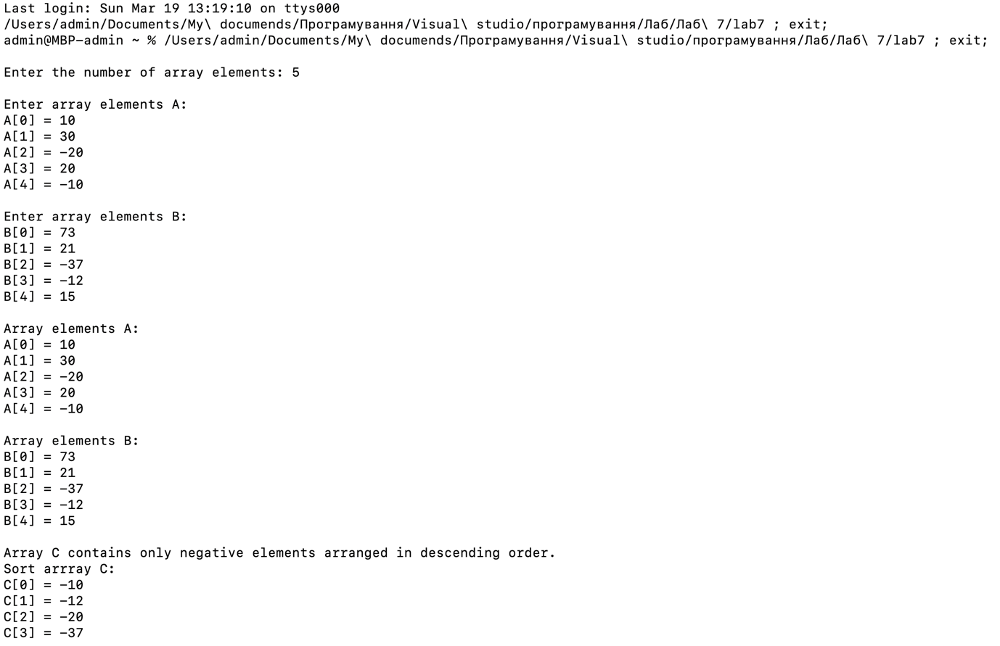 Last login: Sun Mar 19 13:19:10 on ttys000
/Users/admin/Documents/My\ documends/Програмування/Visual\ studio/програмування/Лаб/Лаб\ 7/lab7 ; exit;
admin@MBP-admin ~ % /Users/admin/Documents/My\ documends/Програмування/Visual\ studio/програмування/Лаб/Лаб\ 7/lab7 ; exit;
Enter the number of array elements: 5
Enter array elements A:
A[0] = 10
A[1] = 30
A[2] = -20
A[3] = 20
A[4] = -10
Enter array elements B:
B[0] = 73
B[1] = 21
B[2] = -37
B[3] = -12
B[4] = 15
Array elements A:
A[0] = 10
A[1] = 30
A[2] = -20
A[3] = 20
A[4] = -10
Array elements B:
B[0] = 73
B[1] = 21
B[2] = -37
B[3] = -12
B[4] = 15
Array C contains only negative elements arranged in descending order.
Sort arrray C:
C[0] = -10
C[1] = -12
C[2] = -20
C[3] = -37